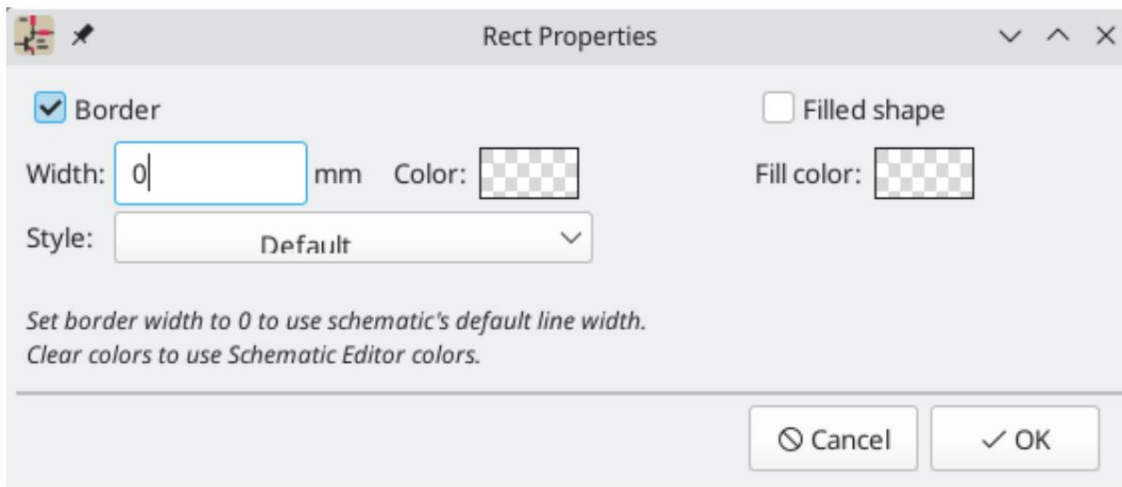 Rect Properties
Border
Filled shape
Width: 0 mm Color:
Fill color:
Style: Default
Set border width to 0 to use schematic's default line width.
Clear colors to use Schematic Editor colors.
Cancel
OK